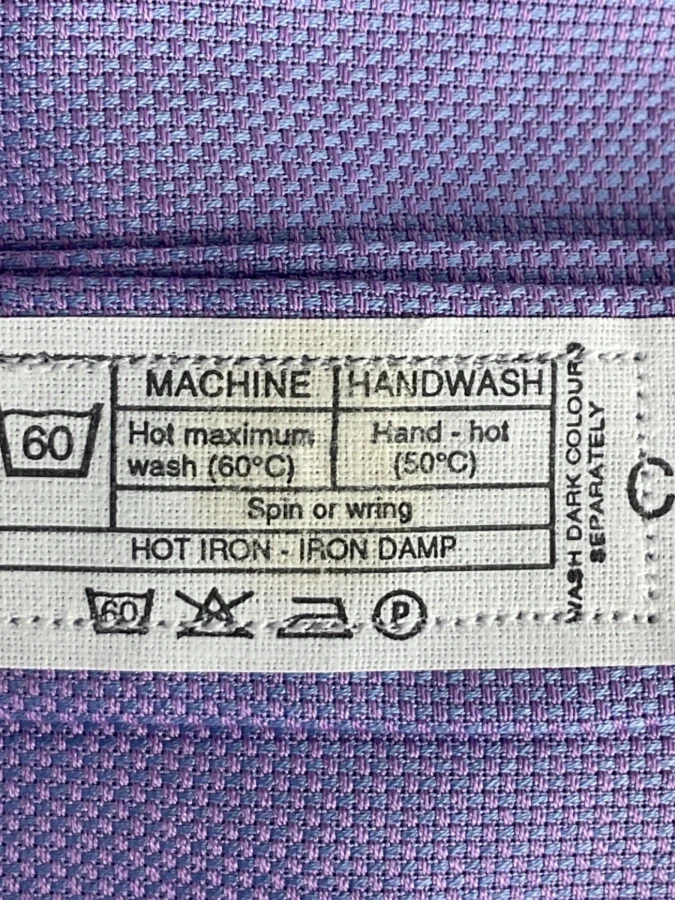 60
MACHINE HANDWASH
Hot maximum Hand - hot
wash (60°C) (50°C)
Spin or wring
HOT IRON - IRON DAMP
60 P
WASH DARK COLOURS
SEPARATELY
C